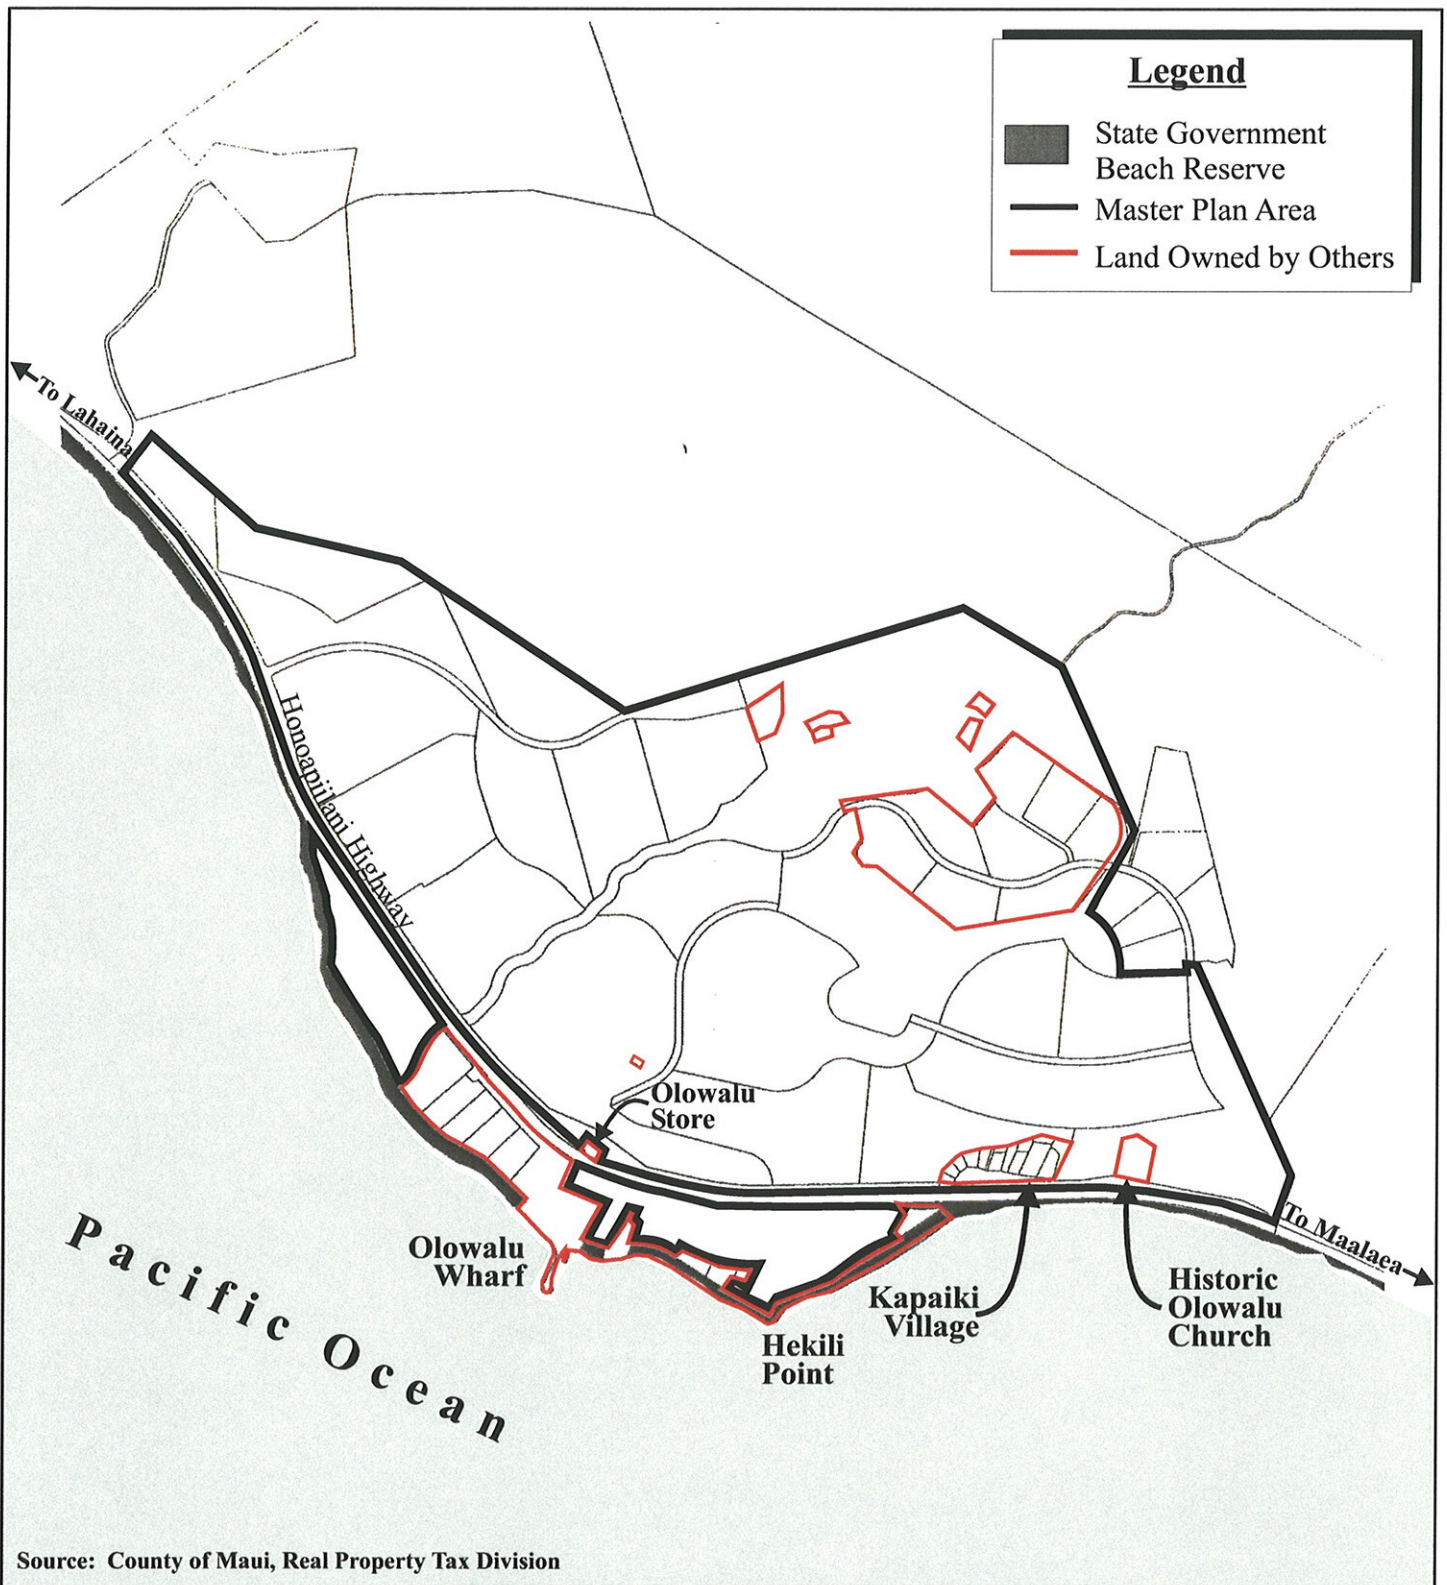 Legend
State Government
Beach Reserve
Master Plan Area
Land Owned by Others
To Lahaina
Honoapiilani Highway
Olowalu
Store
To Maalaea
Olowalu
Wharf
Kapaiki
Village
Historic
Olowalu
Church
Hekili
Point
Pacific Ocean
Source: County of Maui, Real Property Tax Division